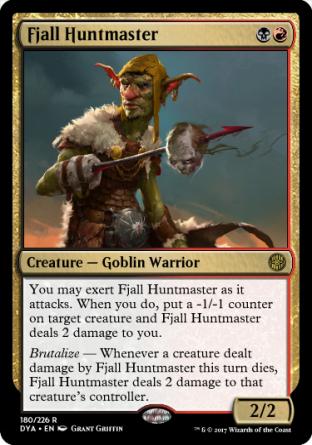 Fjall Huntmaster
Creature — Goblin Warrior
You may exert Fjall Huntmaster as it
attacks. When you do, put a -1/-1 counter
on target creature and Fjall Huntmaster
deals 2 damage to you.
Brutalize — Whenever a creature dealt
damage by Fjall Huntmaster this turn dies,
Fjall Huntmaster deals 2 damage to that
creature's controller.
2/2
180/226 R
DYA • EN GRANT GRIFFIN
™ & © 2017 Wizards of the Coast